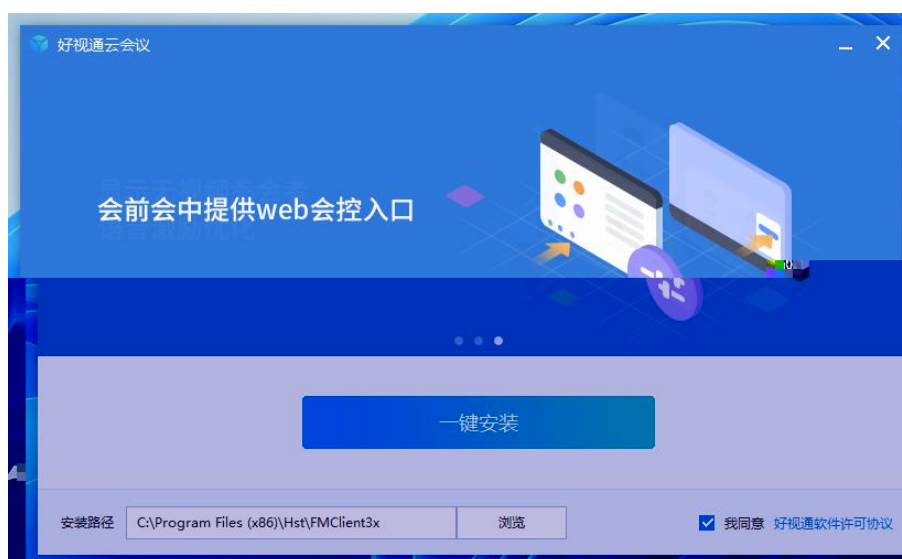 好视通云会议
会前会中提供web会控入口
一键安装
安装路径
C:\Program Files (x86)\Hst\FMClient3x
浏览
我同意 好视通软件许可协议